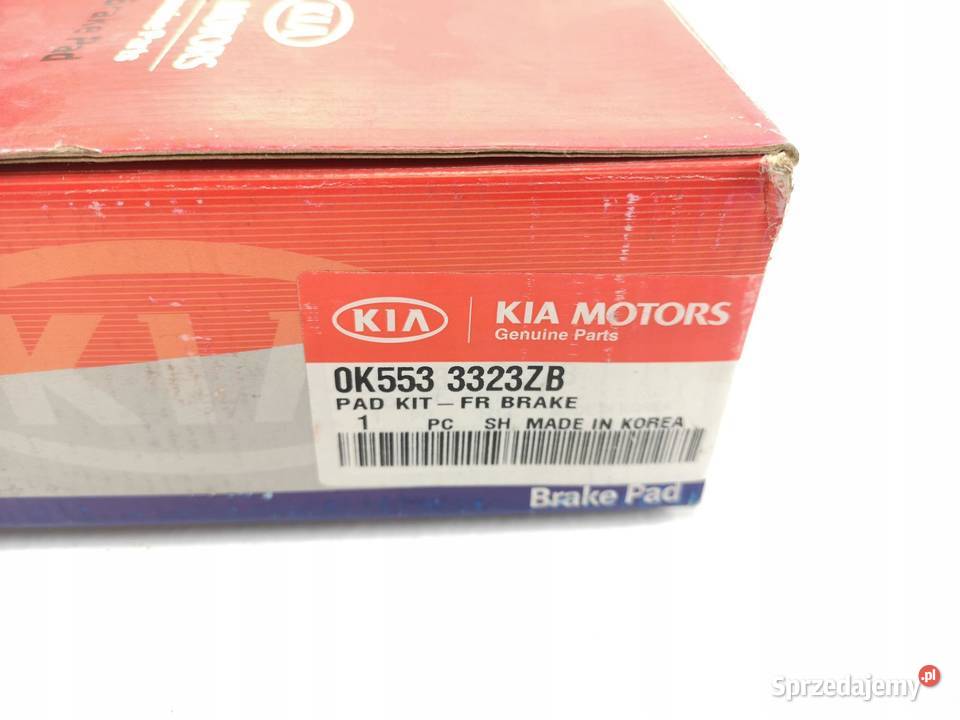 KIA
KIA MOTORS
Genuine Parts
0K553 3323ZB
PAD KIT-FR BRAKE
1 PC SH MADE IN KOREA
Brake Pad
KIA
Sprzedajemy.pl